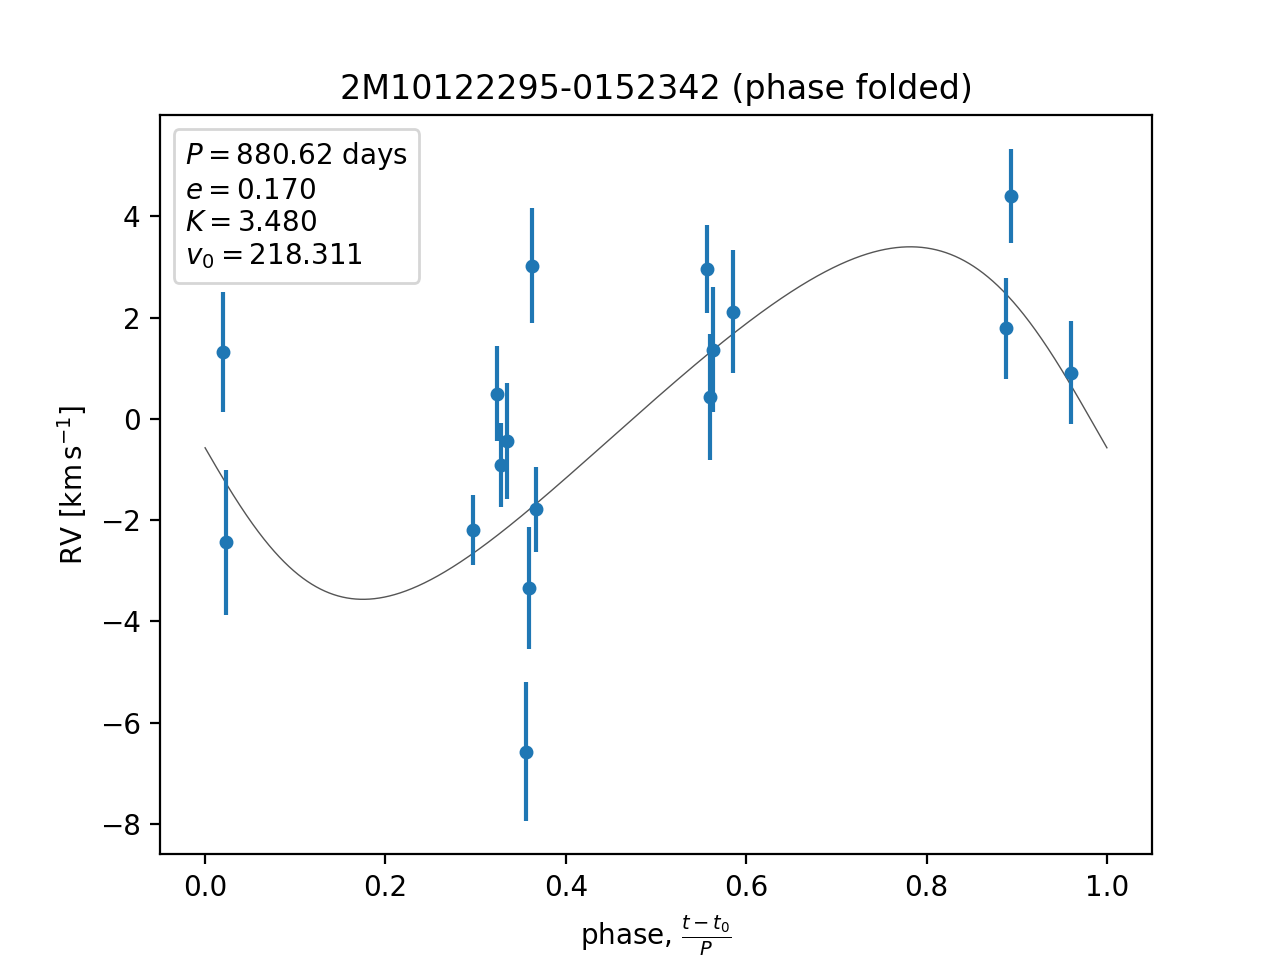 2M10122295-0152342 (phase folded)
P = 880.62 days
e = 0.170
K = 3.480
v₀ = 218.311
4
2
0
−2
−4
−6
−8
RV [km s⁻¹]
0.0 0.2 0.4 0.6 0.8 1.0
phase, (t − t₀)/P